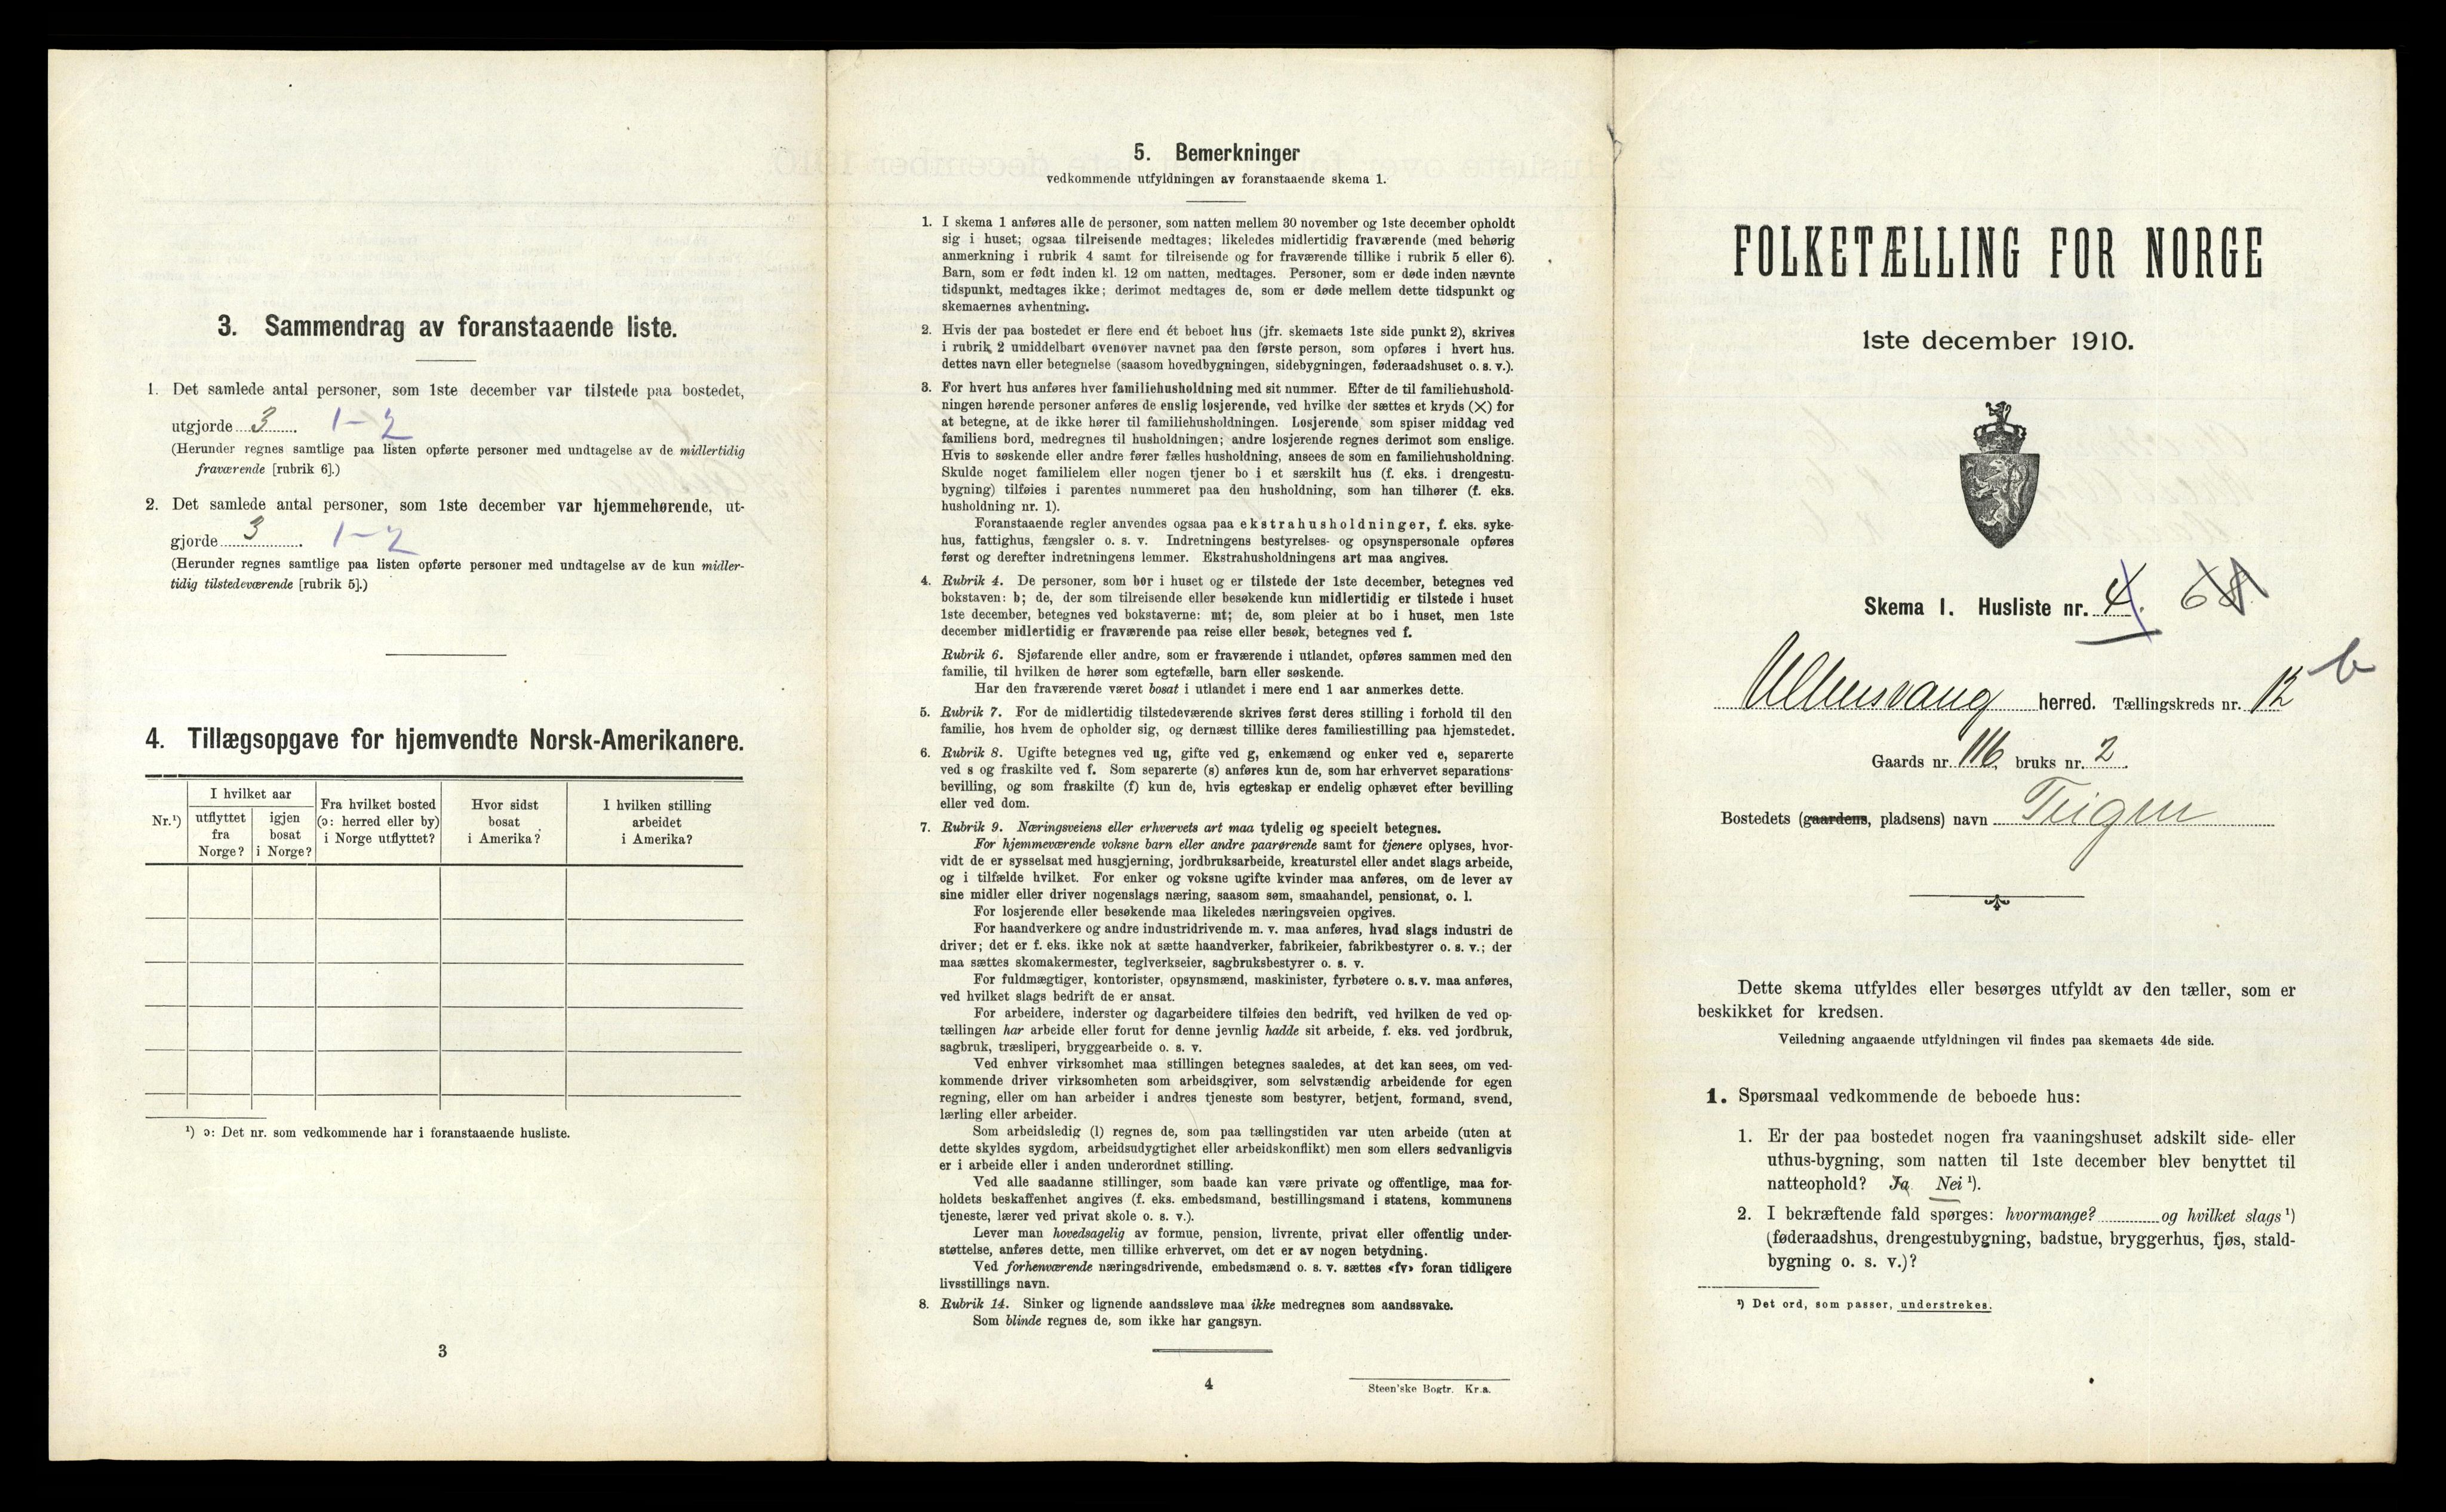 3. Sammendrag av foranstaaende liste.
1. Det samlede antal personer, som 1ste december var tilstede paa bostedet,
utgjorde 3. 1-2
(Herunder regnes samtlige paa listen opførte personer med undtagelse av de midlertidig
fraværende [rubrik 6].)
2. Det samlede antal personer, som 1ste december var hjemmehørende, ut-
gjorde 3. 1-2
(Herunder regnes samtlige paa listen opførte personer med undtagelse av de kun midler-
tidig tilstedeværende [rubrik 5].)
4. Tillægsopgave for hjemvendte Norsk-Amerikanere.
Nr.¹)
I hvilket aar
utflyttet
fra
Norge?
igjen
bosat
i Norge?
Fra hvilket bosted
(ɔ: herred eller by)
i Norge utflyttet?
Hvor sidst
bosat
i Amerika?
I hvilken stilling
arbeidet
i Amerika?
¹) ɔ: Det nr. som vedkommende har i foranstaaende husliste.
3
5. Bemerkninger
vedkommende utfyldningen av foranstaaende skema 1.
1. I skema 1 anføres alle de personer, som natten mellem 30 november og 1ste december opholdt
sig i huset; ogsaa tilreisende medtages; likeledes midlertidig fraværende (med behørig
anmerkning i rubrik 4 samt for tilreisende og for fraværende tillike i rubrik 5 eller 6).
Barn, som er født inden kl. 12 om natten, medtages. Personer, som er døde inden nævnte
tidspunkt, medtages ikke; derimot medtages de, som er døde mellem dette tidspunkt og
skemaernes avhentning.
2. Hvis der paa bostedet er flere end ét beboet hus (jfr. skemaets 1ste side punkt 2), skrives
i rubrik 2 umiddelbart ovenover navnet paa den første person, som opføres i hvert hus.
dettes navn eller betegnelse (saasom hovedbygningen, sidebygningen, føderaadshuset o. s. v.).
3. For hvert hus anføres hver familiehusholdning med sit nummer. Efter de til familiehushold-
ningen hørende personer anføres de enslig losjerende, ved hvilke der sættes et kryds (×) for
at betegne, at de ikke hører til familiehusholdningen. Losjerende, som spiser middag ved
familiens bord, medregnes til husholdningen; andre losjerende regnes derimot som enslige.
Hvis to søskende eller andre fører fælles husholdning, ansees de som en familiehusholdning.
Skulde noget familielem eller nogen tjener bo i et særskilt hus (f. eks. i drengestu-
bygning) tilføies i parentes nummeret paa den husholdning, som han tilhører (f. eks.
husholdning nr. 1).
Foranstaaende regler anvendes ogsaa paa ekstrahusholdninger, f. eks. syke-
hus, fattighus, fængsler o. s. v. Indretningens bestyrelses- og opsynspersonale opføres
først og derefter indretningens lemmer. Ekstrahusholdningens art maa angives.
4. Rubrik 4. De personer, som bor i huset og er tilstede der 1ste december, betegnes ved
bokstaven: b; de, der som tilreisende eller besøkende kun midlertidig er tilstede i huset
1ste december, betegnes ved bokstaverne: mt; de, som pleier at bo i huset, men 1ste
december midlertidig er fraværende paa reise eller besøk, betegnes ved f.
Rubrik 6. Sjøfarende eller andre, som er fraværende i utlandet, opføres sammen med den
familie, til hvilken de hører som egtefælle, barn eller søskende.
Har den fraværende været bosat i utlandet i mere end 1 aar anmerkes dette.
5. Rubrik 7. For de midlertidig tilstedeværende skrives først deres stilling i forhold til den
familie, hos hvem de opholder sig, og dernæst tillike deres familiestilling paa hjemstedet.
6. Rubrik 8. Ugifte betegnes ved ug, gifte ved g, enkemænd og enker ved e, separerte
ved s og fraskilte ved f. Som separerte (s) anføres kun de, som har erhvervet separations-
bevilling, og som fraskilte (f) kun de, hvis egteskap er endelig ophævet efter bevilling
eller ved dom.
7. Rubrik 9. Næringsveiens eller erhvervets art maa tydelig og specielt betegnes.
For hjemmeværende voksne barn eller andre paarørende samt for tjenere oplyses, hvor-
vidt de er sysselsat med husgjerning, jordbruksarbeide, kreaturstel eller andet slags arbeide,
og i tilfælde hvilket. For enker og voksne ugifte kvinder maa anføres, om de lever av
sine midler eller driver nogenslags næring, saasom søm, smaahandel, pensionat, o. l.
For losjerende eller besøkende maa likeledes næringsveien opgives.
For haandverkere og andre industridrivende m. v. maa anføres, hvad slags industri de
driver; det er f. eks. ikke nok at sætte haandverker, fabrikeier, fabrikbestyrer o. s. v.; der
maa sættes skomakermester, teglverkseier, sagbruksbestyrer o. s. v.
For fuldmægtiger, kontorister, opsynsmænd, maskinister, fyrbøtere o. s. v. maa anføres,
ved hvilket slags bedrift de er ansat.
For arbeidere, inderster og dagarbeidere tilføies den bedrift, ved hvilken de ved op-
tællingen har arbeide eller forut for denne jevnlig hadde sit arbeide, f. eks. ved jordbruk,
sagbruk, træsliperi, bryggearbeide o. s. v.
Ved enhver virksomhet maa stillingen betegnes saaledes, at det kan sees, om ved-
kommende driver virksomheten som arbeidsgiver, som selvstændig arbeidende for egen
regning, eller om han arbeider i andres tjeneste som bestyrer, betjent, formand, svend,
lærling eller arbeider.
Som arbeidsledig (l) regnes de, som paa tællingstiden var uten arbeide (uten at
dette skyldes sygdom, arbeidsudygtighet eller arbeidskonflikt) men som ellers sedvanligvis
er i arbeide eller i anden underordnet stilling.
Ved alle saadanne stillinger, som baade kan være private og offentlige, maa for-
holdets beskaffenhet angives (f. eks. embedsmand, bestillingsmand i statens, kommunens
tjeneste, lærer ved privat skole o. s. v.).
Lever man hovedsagelig av formue, pension, livrente, privat eller offentlig under-
støttelse, anføres dette, men tillike erhvervet, om det er av nogen betydning.
Ved forhenværende næringsdrivende, embedsmænd o. s. v. sættes «fv» foran tidligere
livsstillings navn.
8. Rubrik 14. Sinker og lignende aandssløve maa ikke medregnes som aandssvake.
Som blinde regnes de, som ikke har gangsyn.
4
Steen'ske Bogtr. Kr.a.
FOLKETÆLLING FOR NORGE
1ste december 1910.
Skema 1. Husliste nr. 4. 68
Ullensvang herred. Tællingskreds nr. 12 b
Gaards nr. 116, bruks nr. 2.
Bostedets (gaardens, pladsens) navn Teigen
Dette skema utfyldes eller besørges utfyldt av den tæller, som er
beskikket for kredsen.
Veiledning angaaende utfyldningen vil findes paa skemaets 4de side.
1. Spørsmaal vedkommende de beboede hus:
1. Er der paa bostedet nogen fra vaaningshuset adskilt side- eller
uthus-bygning, som natten til 1ste december blev benyttet til
natteophold? Ja Nei ¹).
2. I bekræftende fald spørges: hvormange? og hvilket slags ¹)
(føderaadshus, drengestubygning, badstue, bryggerhus, fjøs, stald-
bygning o. s. v.)?
¹) Det ord, som passer, understrekes.